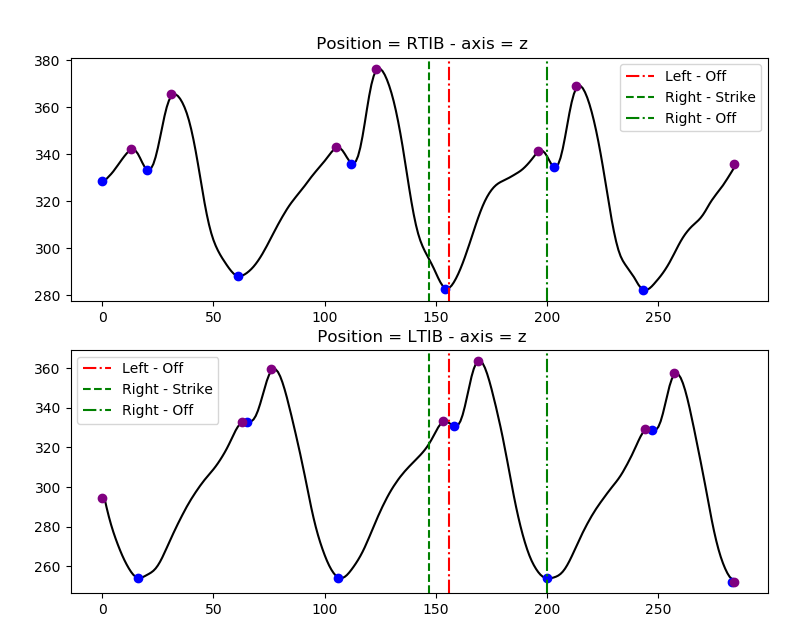 Position = RTIB - axis = z
380
360
340
320
300
280
Left - Off
Right - Strike
Right - Off
0 50 100 150 200 250
Position = LTIB - axis = z
360
340
320
300
280
260
Left - Off
Right - Strike
Right - Off
0 50 100 150 200 250